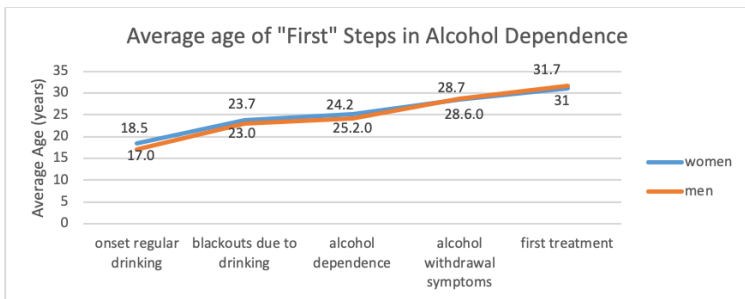 Average age of "First" Steps in Alcohol Dependence
Average Age (years)
35
30
25
20
15
10
5
0
18.5
17.0
23.7
23.0
24.2
25.2.0
28.7
28.6.0
31.7
31
onset regular
drinking
blackouts due to
drinking
alcohol
dependence
alcohol
withdrawal
symptoms
first treatment
women
men